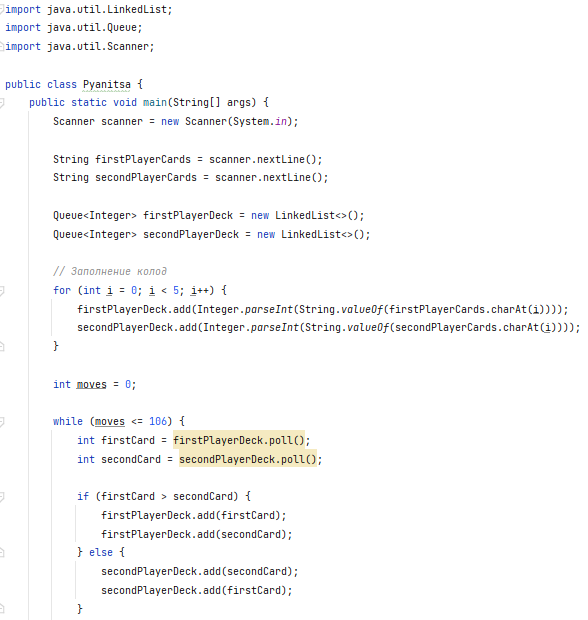 import java.util.LinkedList;
import java.util.Queue;
import java.util.Scanner;

public class Pyanitsa {
    public static void main(String[] args) {
        Scanner scanner = new Scanner(System.in);

        String firstPlayerCards = scanner.nextLine();
        String secondPlayerCards = scanner.nextLine();

        Queue<Integer> firstPlayerDeck = new LinkedList<>();
        Queue<Integer> secondPlayerDeck = new LinkedList<>();

        // Заполнение колод
        for (int i = 0; i < 5; i++) {
            firstPlayerDeck.add(Integer.parseInt(String.valueOf(firstPlayerCards.charAt(i))));
            secondPlayerDeck.add(Integer.parseInt(String.valueOf(secondPlayerCards.charAt(i))));
        }

        int moves = 0;

        while (moves <= 106) {
            int firstCard = firstPlayerDeck.poll();
            int secondCard = secondPlayerDeck.poll();

            if (firstCard > secondCard) {
                firstPlayerDeck.add(firstCard);
                firstPlayerDeck.add(secondCard);
            } else {
                secondPlayerDeck.add(secondCard);
                secondPlayerDeck.add(firstCard);
            }